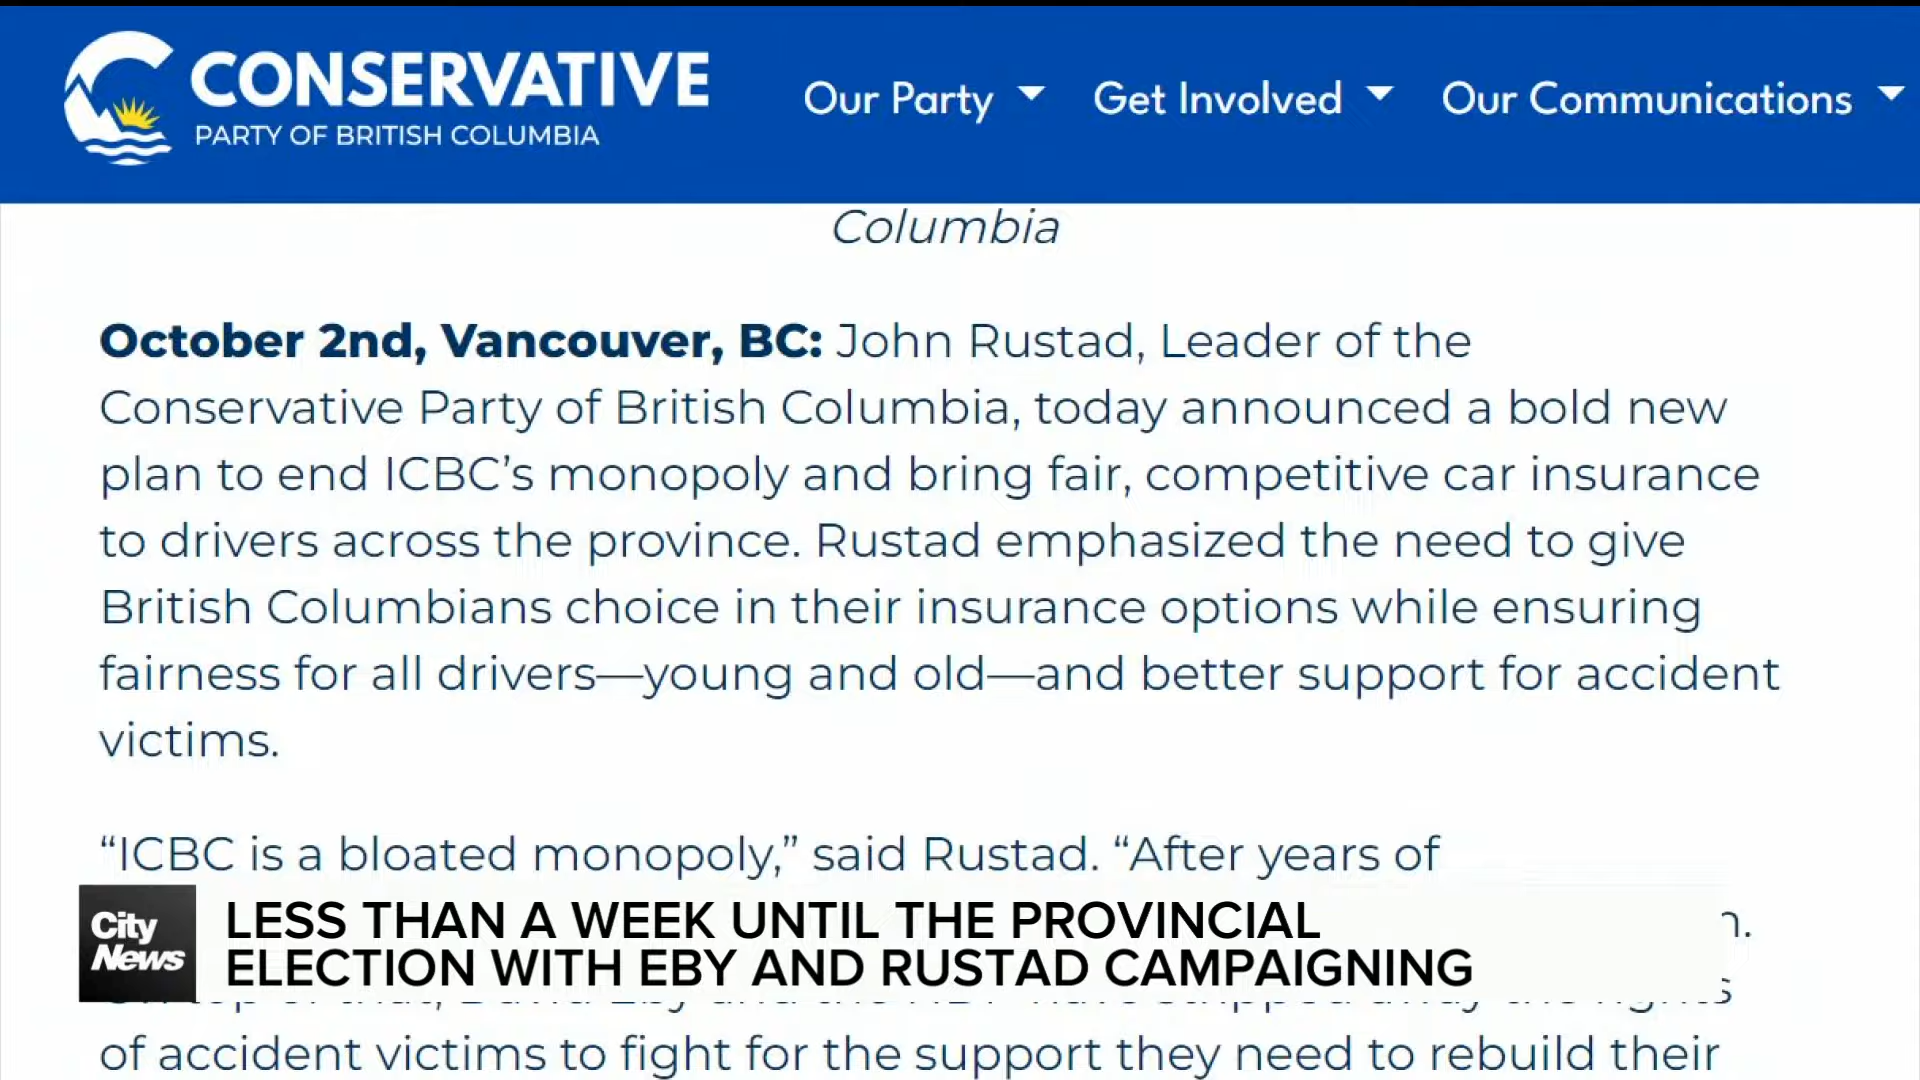 CONSERVATIVE
PARTY OF BRITISH COLUMBIA
Our Party
Get Involved
Our Communications
Columbia
October 2nd, Vancouver, BC: John Rustad, Leader of the
Conservative Party of British Columbia, today announced a bold new
plan to end ICBC’s monopoly and bring fair, competitive car insurance
to drivers across the province. Rustad emphasized the need to give
British Columbians choice in their insurance options while ensuring
fairness for all drivers—young and old—and better support for accident
victims.
“ICBC is a bloated monopoly,” said Rustad. “After years of
City
News
LESS THAN A WEEK UNTIL THE PROVINCIAL
ELECTION WITH EBY AND RUSTAD CAMPAIGNING
of accident victims to fight for the support they need to rebuild their